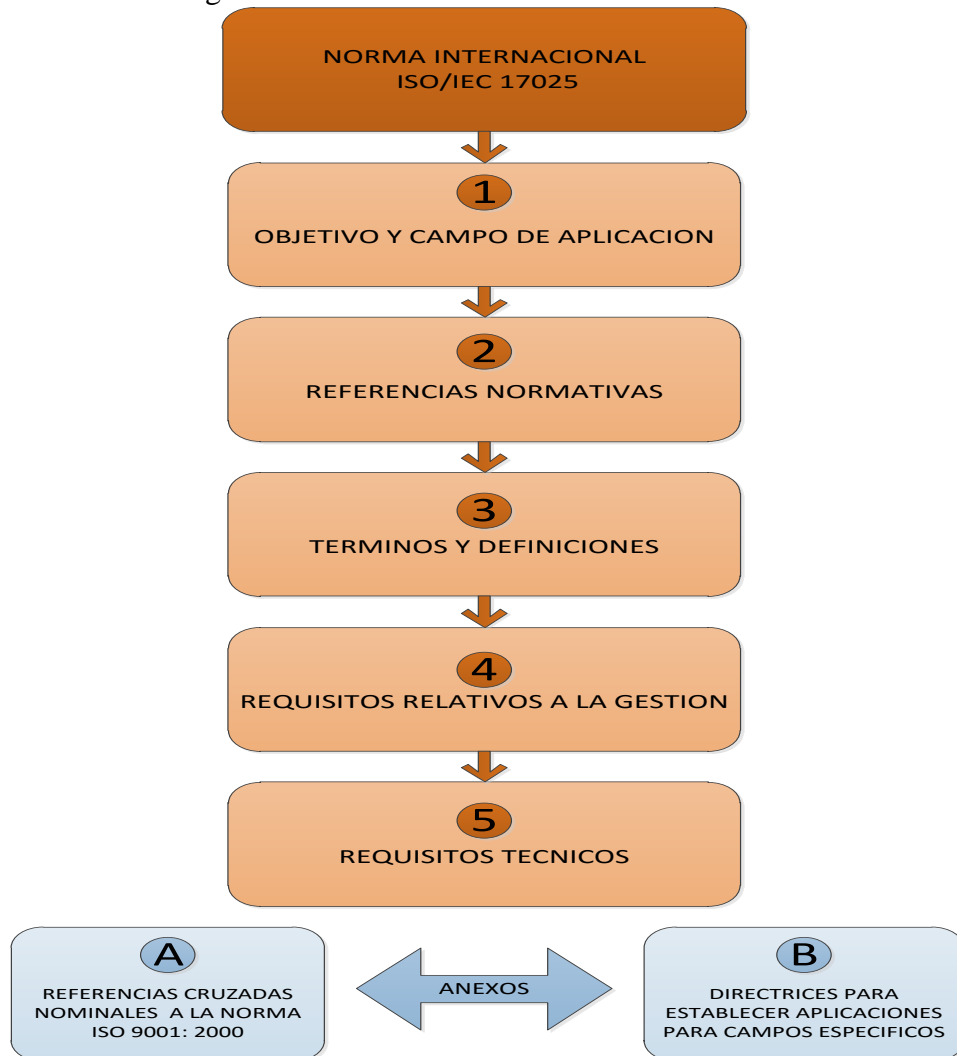 NORMA INTERNACIONAL
ISO/IEC 17025
1
OBJETIVO Y CAMPO DE APLICACION
2
REFERENCIAS NORMATIVAS
3
TERMINOS Y DEFINICIONES
4
REQUISITOS RELATIVOS A LA GESTION
5
REQUISITOS TECNICOS
A
REFERENCIAS CRUZADAS
NOMINALES A LA NORMA
ISO 9001: 2000
ANEXOS
B
DIRECTRICES PARA
ESTABLECER APLICACIONES
PARA CAMPOS ESPECIFICOS